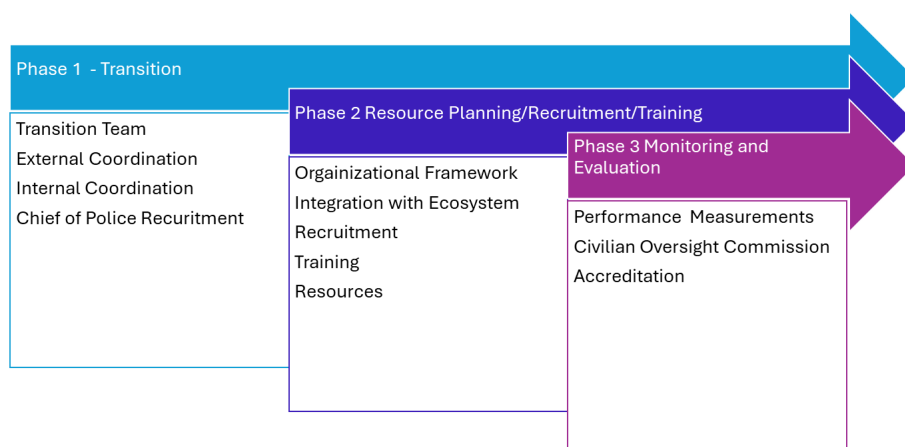 Phase 1  - Transition
Transition Team
External Coordination
Internal Coordination
Chief of Police Recuritment
Phase 2 Resource Planning/Recruitment/Training
Orgainizational Framework
Integration with Ecosystem
Recruitment
Training
Resources
Phase 3 Monitoring and
Evaluation
Performance  Measurements
Civilian Oversight Commission
Accreditation